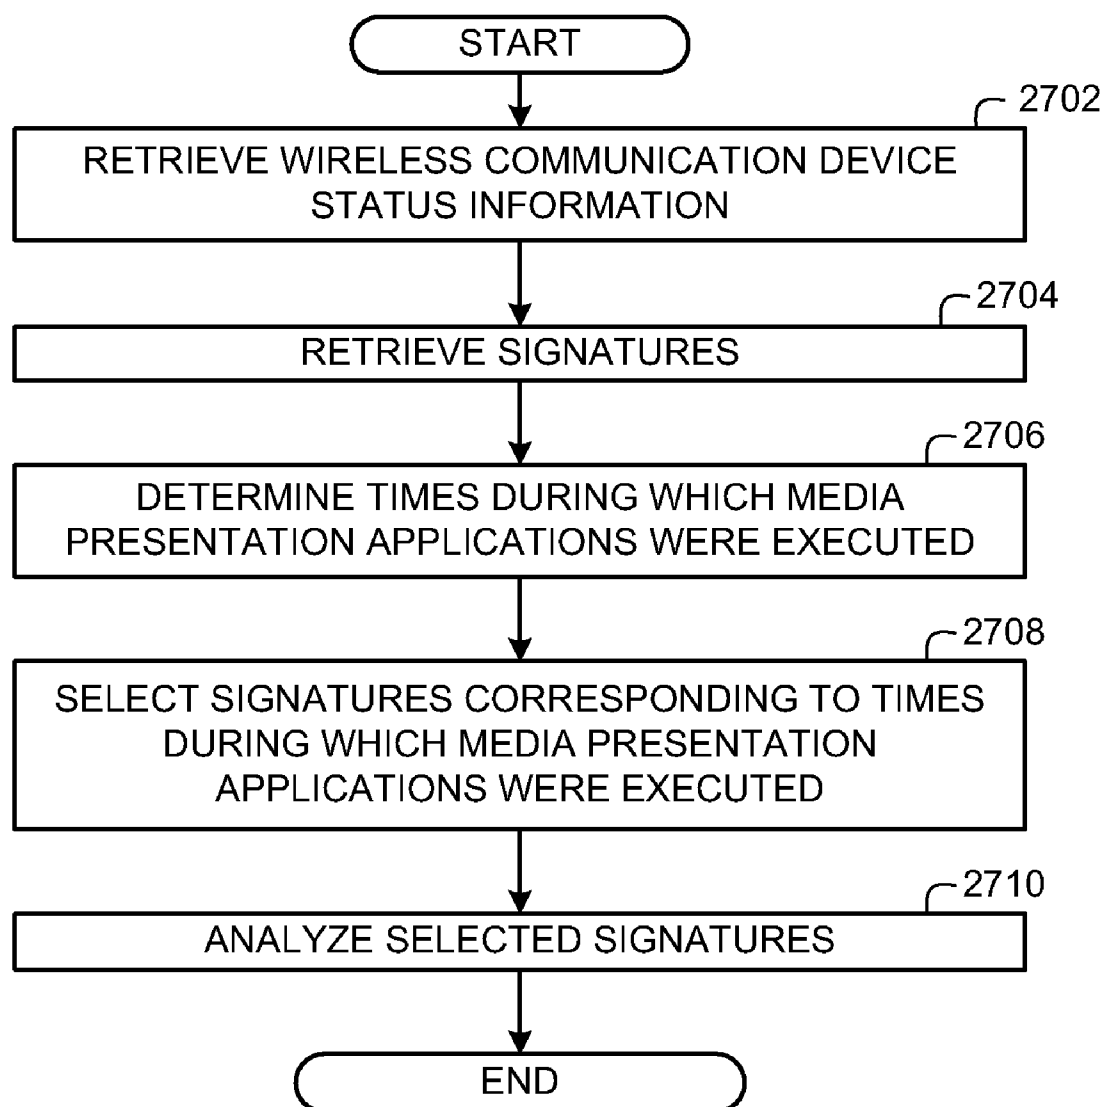 START
2702
RETRIEVE WIRELESS COMMUNICATION DEVICE
STATUS INFORMATION
2704
RETRIEVE SIGNATURES
2706
DETERMINE TIMES DURING WHICH MEDIA
PRESENTATION APPLICATIONS WERE EXECUTED
2708
SELECT SIGNATURES CORRESPONDING TO TIMES
DURING WHICH MEDIA PRESENTATION
APPLICATIONS WERE EXECUTED
2710
ANALYZE SELECTED SIGNATURES
END